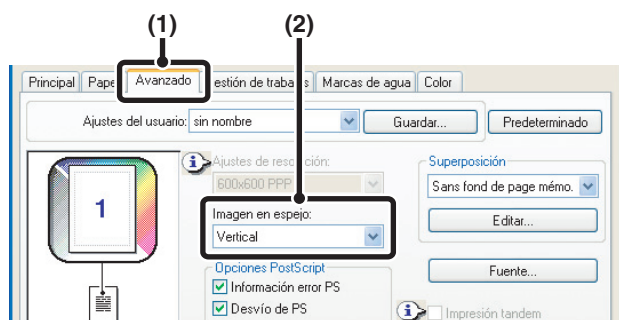 (1) (2)
Principal Pape Avanzado estión de trabajos Marcas de agua Color
Ajustes del usuario: sin nombre Guardar... Predeterminado
Ajustes de resolución: Superposición
600x600 PPP Sans fond de page mémo.
1 Imagen en espejo: Editar...
Vertical
Opciones PostScript Fuente...
Información error PS
Desvío de PS Impresión tandem